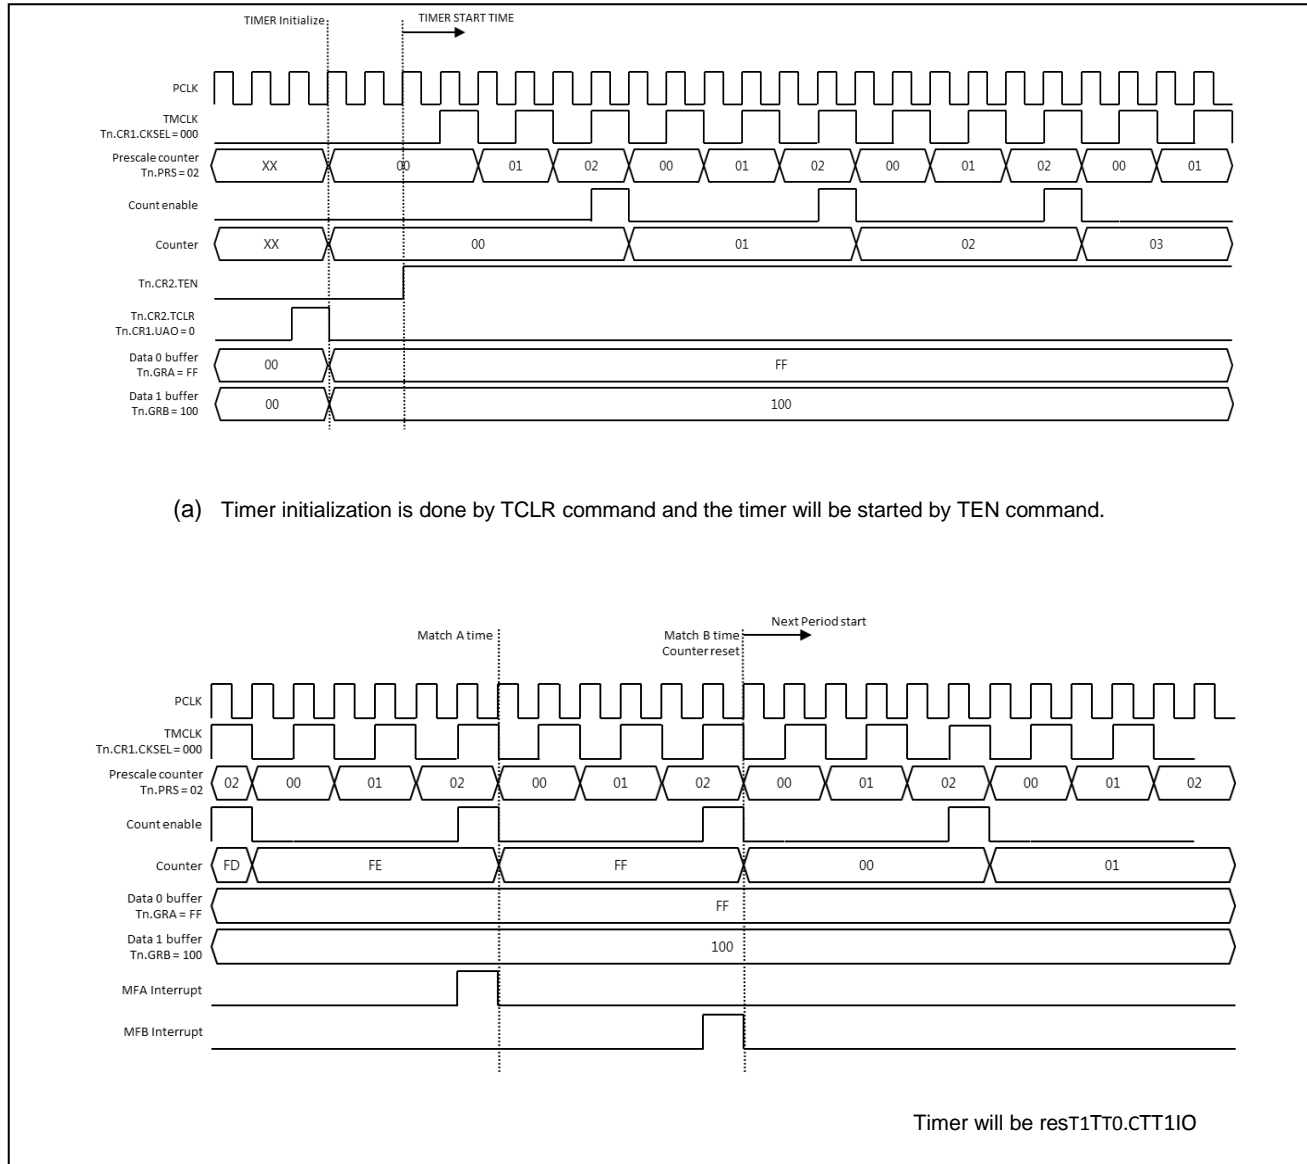 TIMER Initialize TIMER START TIME
PCLK
TMCLK
Tn.CR1.CKSEL = 000
Prescale counter
Tn.PRS = 02
XX 00 01 02 00 01 02 00 01 02 00 01
Count enable
Counter XX 00 01 02 03
Tn.CR2.TEN
Tn.CR2.TCLR
Tn.CR1.UAO = 0
Data 0 buffer
Tn.GRA = FF
00 FF
Data 1 buffer
Tn.GRB = 100
00 100
(a) Timer initialization is done by TCLR command and the timer will be started by TEN command.
Next Period start
Match A time Match B time
Counter reset
PCLK
TMCLK
Tn.CR1.CKSEL = 000
Prescale counter
Tn.PRS = 02
02 00 01 02 00 01 02 00 01 02 00 01 02
Count enable
Counter FD FE FF 00 01
Data 0 buffer
Tn.GRA = FF
FF
Data 1 buffer
Tn.GRB = 100
100
MFA Interrupt
MFB Interrupt
Timer will be resT1TT0.CTT1IO